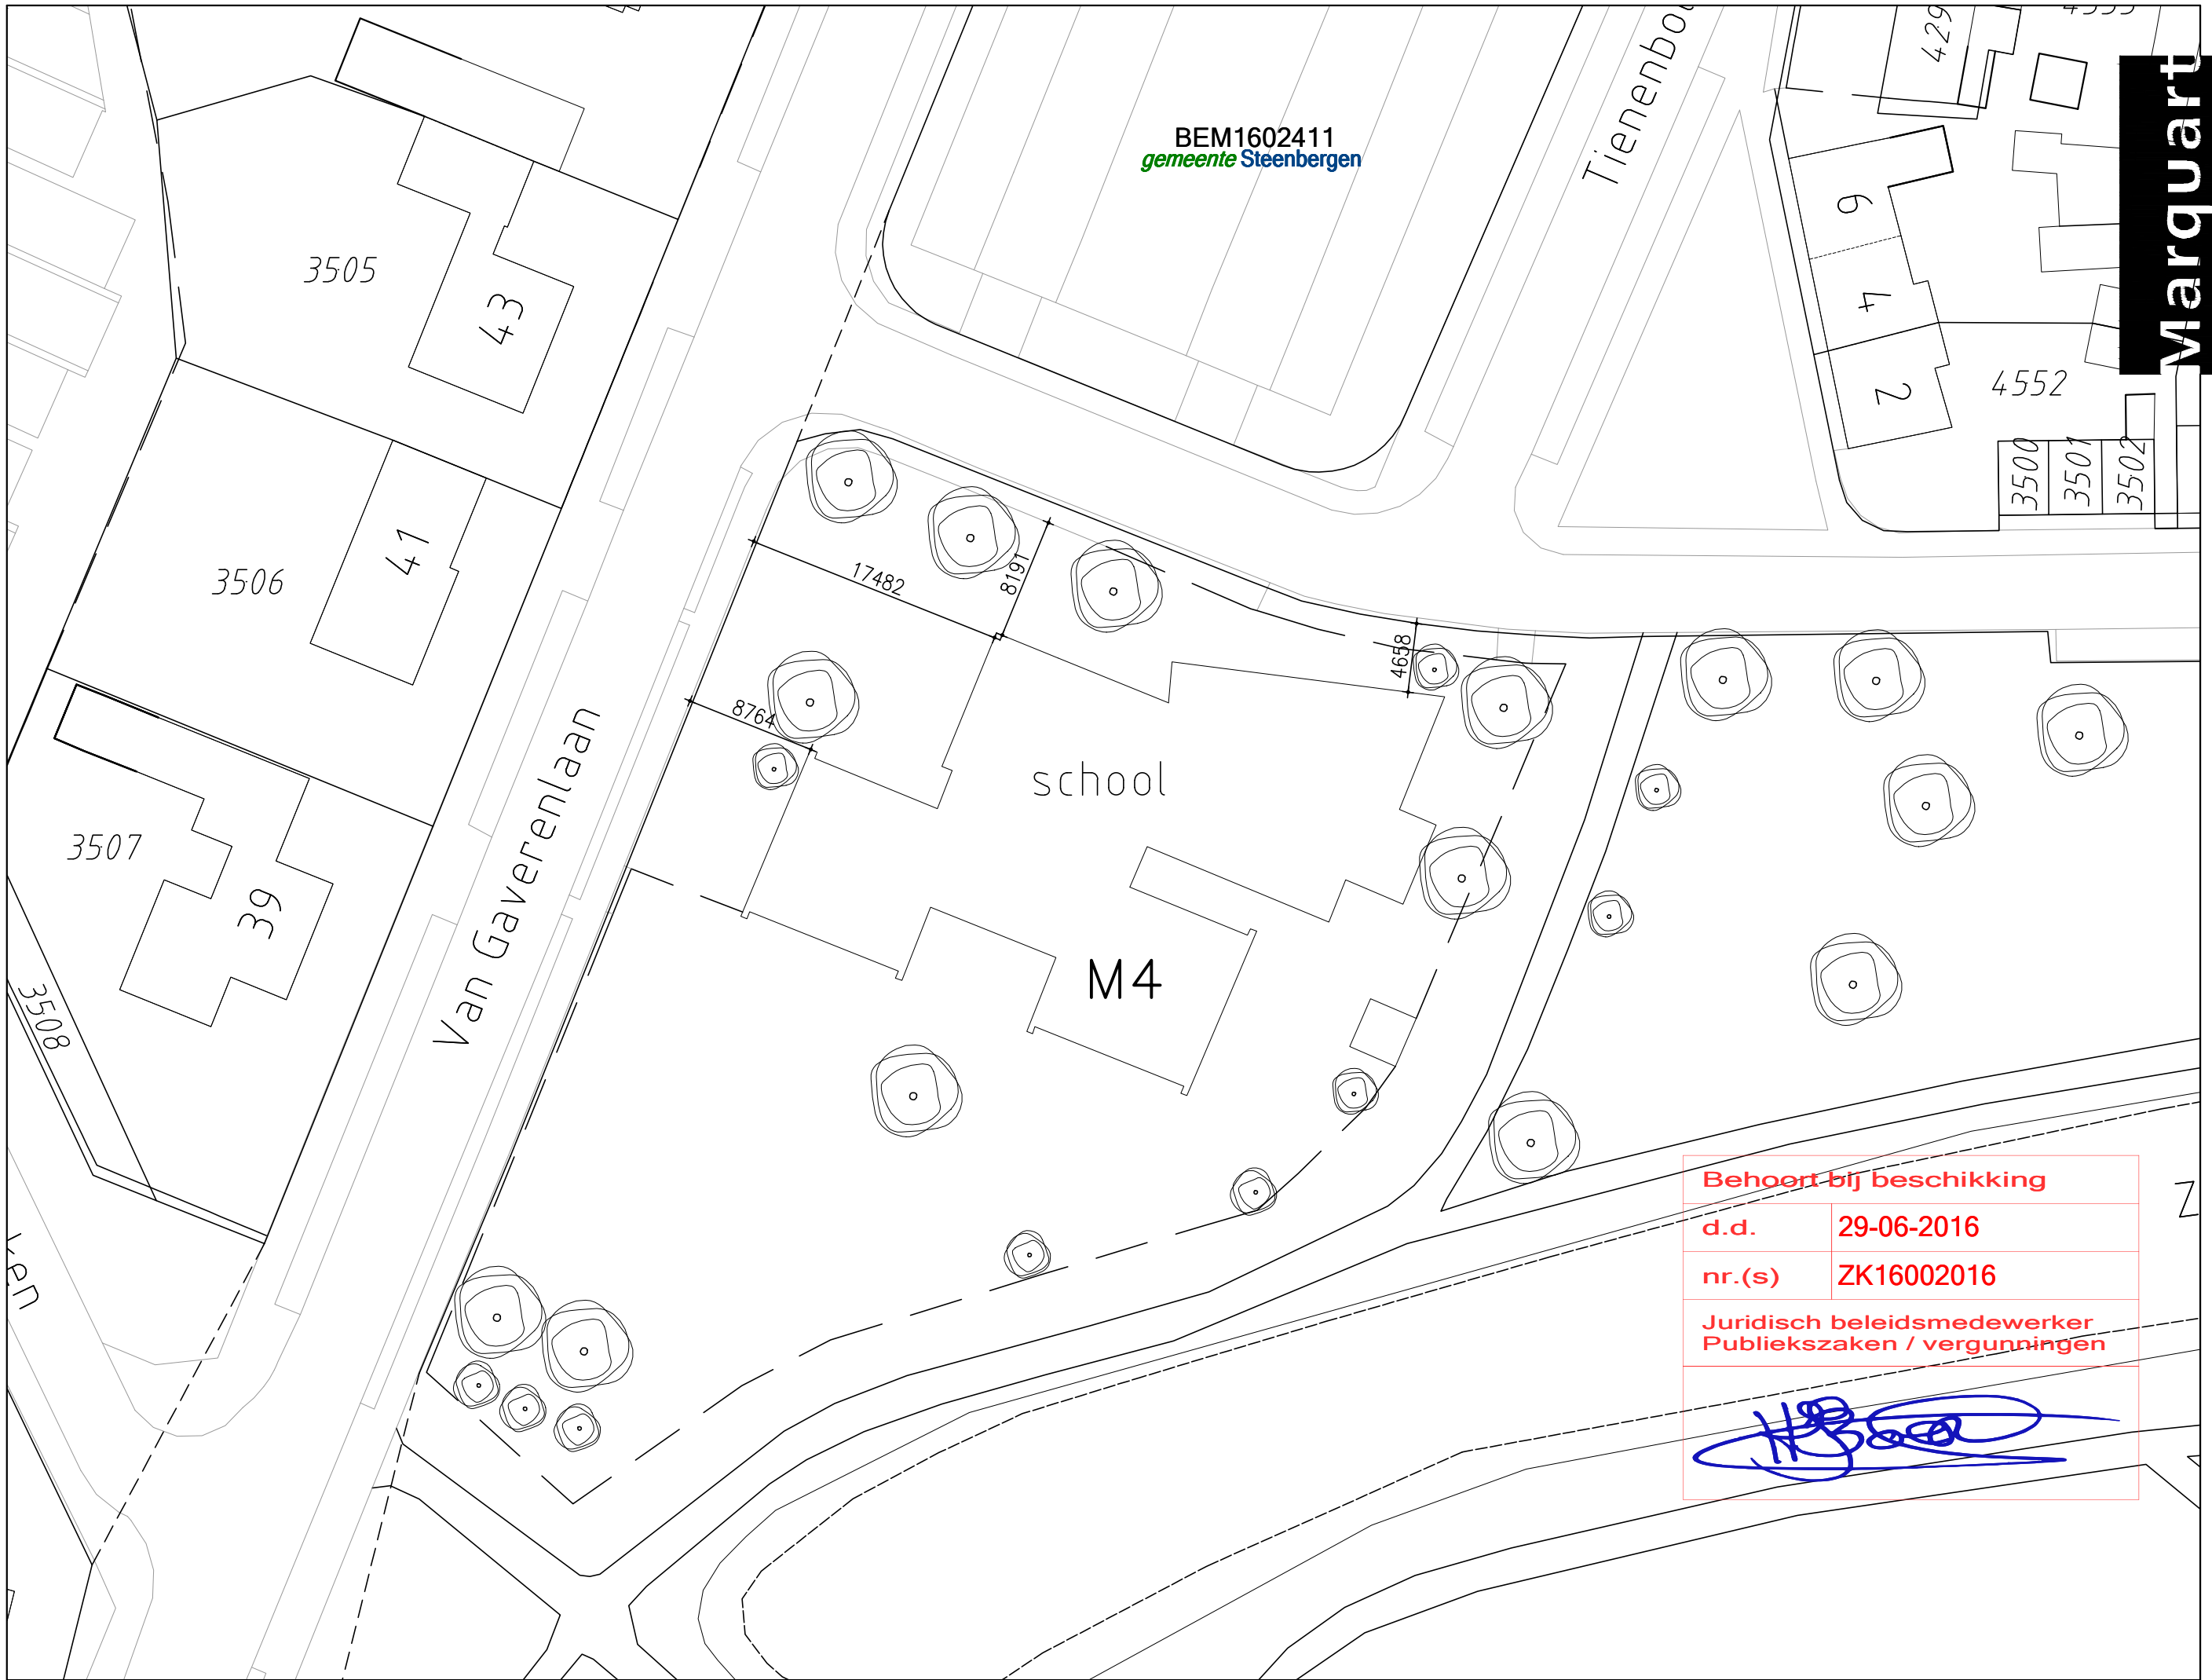 BEM1602411
gemeente Steenbergen
Marquart
3505
43
6
4
2
4552
3500
3501
3502
3506
41
17482
8191
4658
8764
school
3507
39
Van Gaverenlaan
M4
3508
Behoort bij beschikking
d.d. 29-06-2016
nr.(s) ZK16002016
Juridisch beleidsmedewerker
Publiekszaken / vergunningen